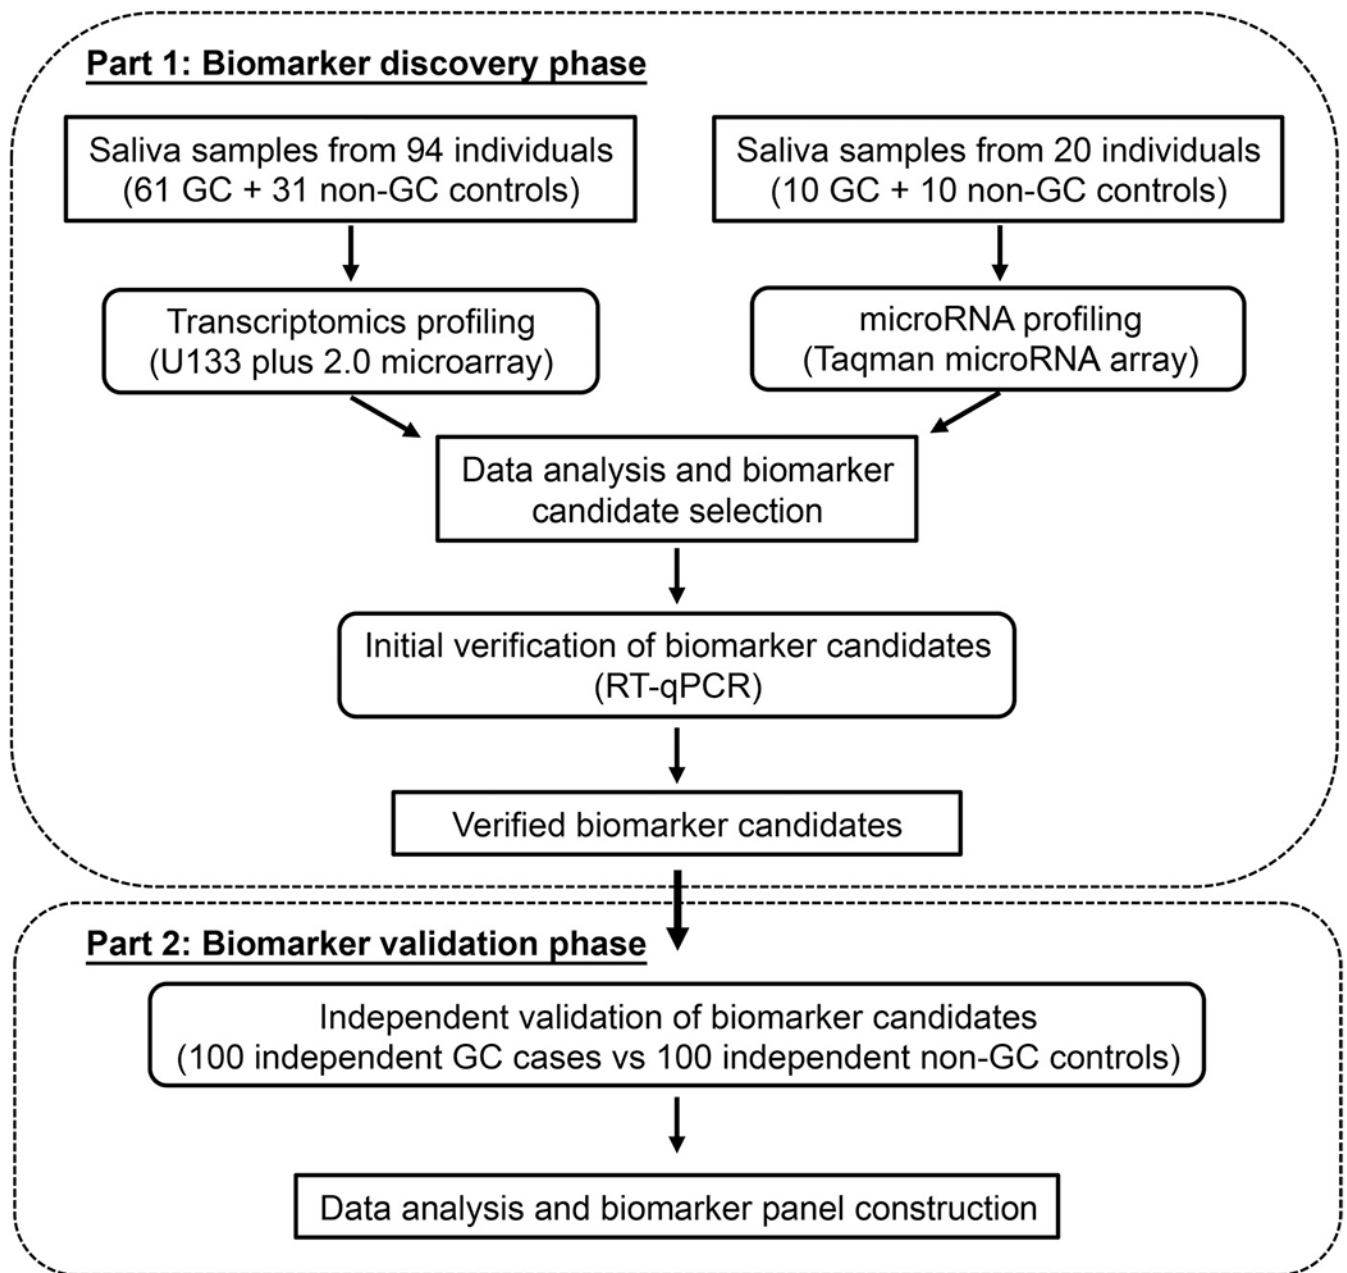 Part 1: Biomarker discovery phase
Saliva samples from 94 individuals
(61 GC + 31 non-GC controls)
Saliva samples from 20 individuals
(10 GC + 10 non-GC controls)
Transcriptomics profiling
(U133 plus 2.0 microarray)
microRNA profiling
(Taqman microRNA array)
Data analysis and biomarker
candidate selection
Initial verification of biomarker candidates
(RT-qPCR)
Verified biomarker candidates
Part 2: Biomarker validation phase
Independent validation of biomarker candidates
(100 independent GC cases vs 100 independent non-GC controls)
Data analysis and biomarker panel construction